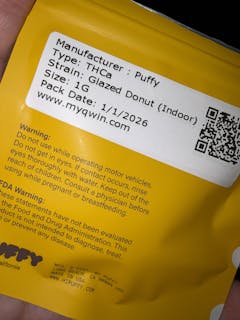 Manufacturer : Puffy
Type: THCa
Strain: Glazed Donut (Indoor)
Size: 1G
Pack Date: 1/1/2026
www.myqwin.com
Warning:
Do not use while operating motor vehicles.
Do not get in eyes. If contact occurs, rinse
eyes thoroughly with water. Keep out of the
reach of children. Consult a physician before
using while pregnant or breastfeeding.
FDA Warning:
These statements have not been evaluated
the Food and Drug Administration. This
duct is not intended to diagnose, treat,
or prevent any disease.